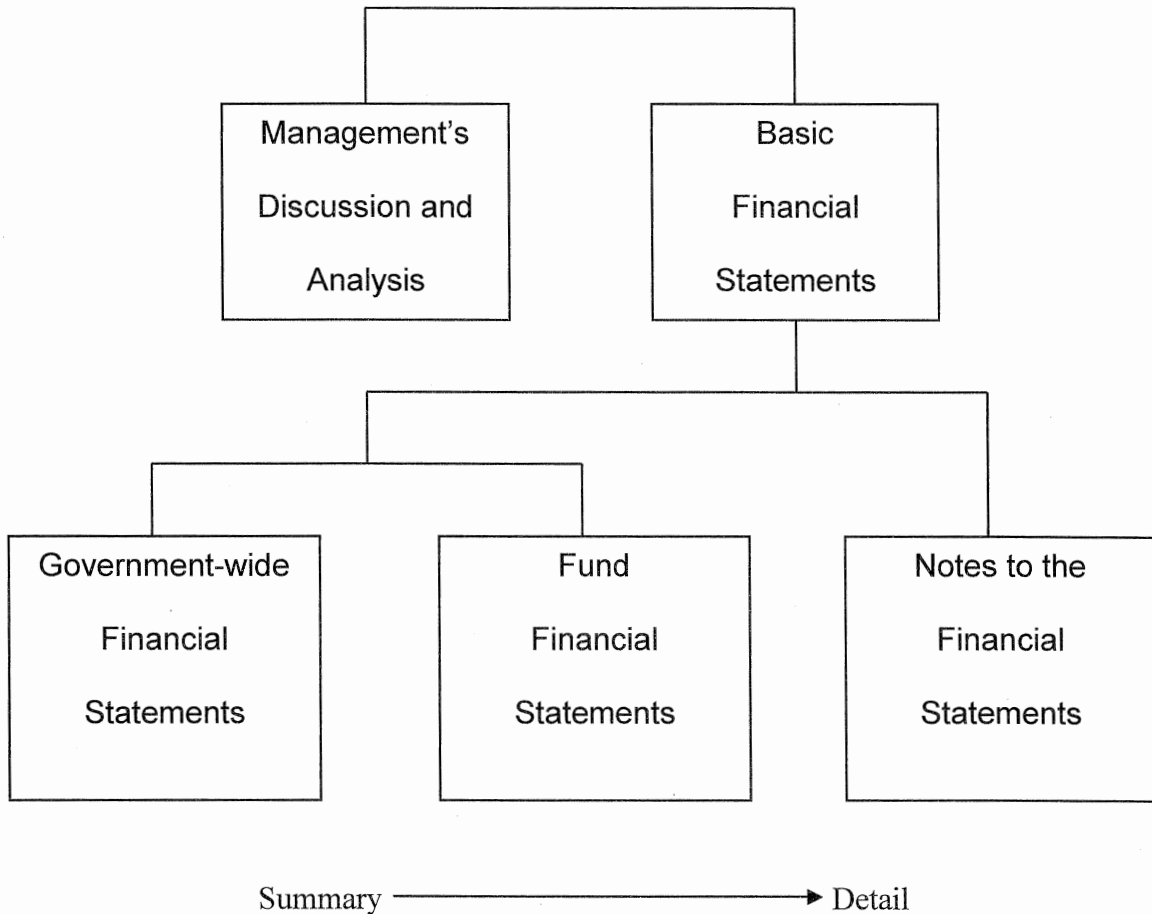 Management's
Discussion and
Analysis
Basic
Financial
Statements
Government-wide
Financial
Statements
Fund
Financial
Statements
Notes to the
Financial
Statements
Summary
Detail